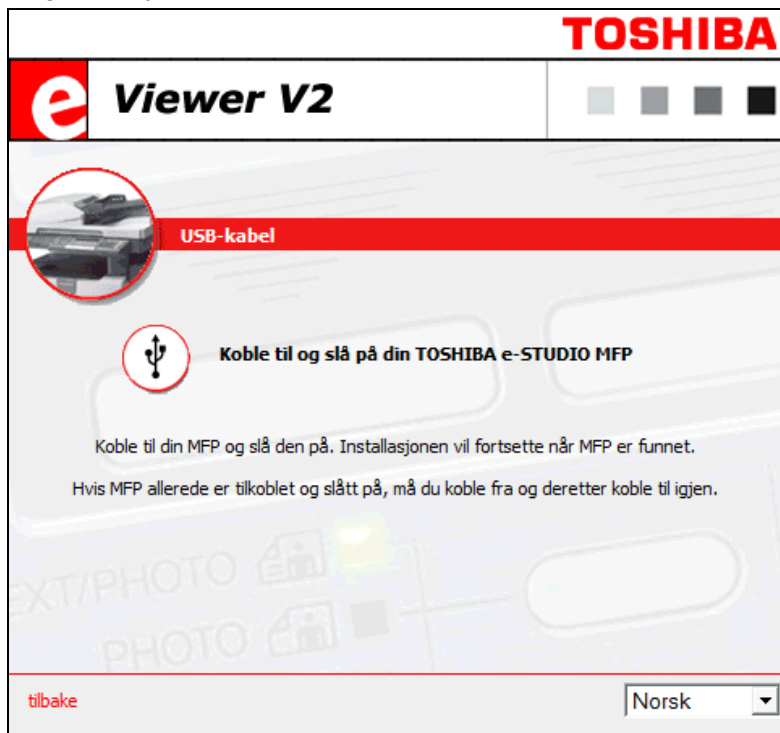 TOSHIBA
e Viewer V2
USB-kabel
Koble til og slå på din TOSHIBA e-STUDIO MFP
Koble til din MFP og slå den på. Installasjonen vil fortsette når MFP er funnet.
Hvis MFP allerede er tilkoblet og slått på, må du koble fra og deretter koble til igjen.
EXT/PHOTO
PHOTO
tilbake
Norsk